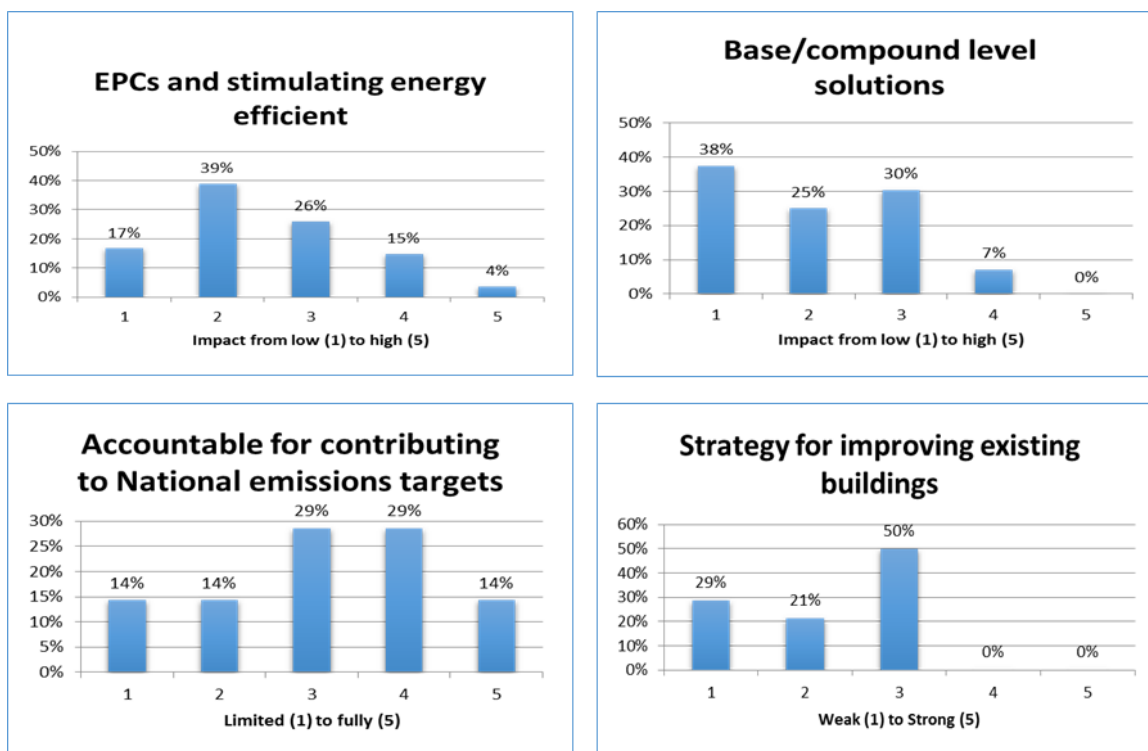 EPCs and stimulating energy
efficient
50%
40%
30%
20%
10%
0%
17%
39%
26%
15%
4%
1 2 3 4 5
Impact from low (1) to high (5)
Base/compound level
solutions
50%
40%
30%
20%
10%
0%
38%
25%
30%
7%
0%
1 2 3 4 5
Impact from low (1) to high (5)
Accountable for contributing
to National emissions targets
30%
25%
20%
15%
10%
5%
0%
14%
14%
29%
29%
14%
1 2 3 4 5
Limited (1) to fully (5)
Strategy for improving existing
buildings
60%
50%
40%
30%
20%
10%
0%
29%
21%
50%
0%
0%
1 2 3 4 5
Weak (1) to Strong (5)